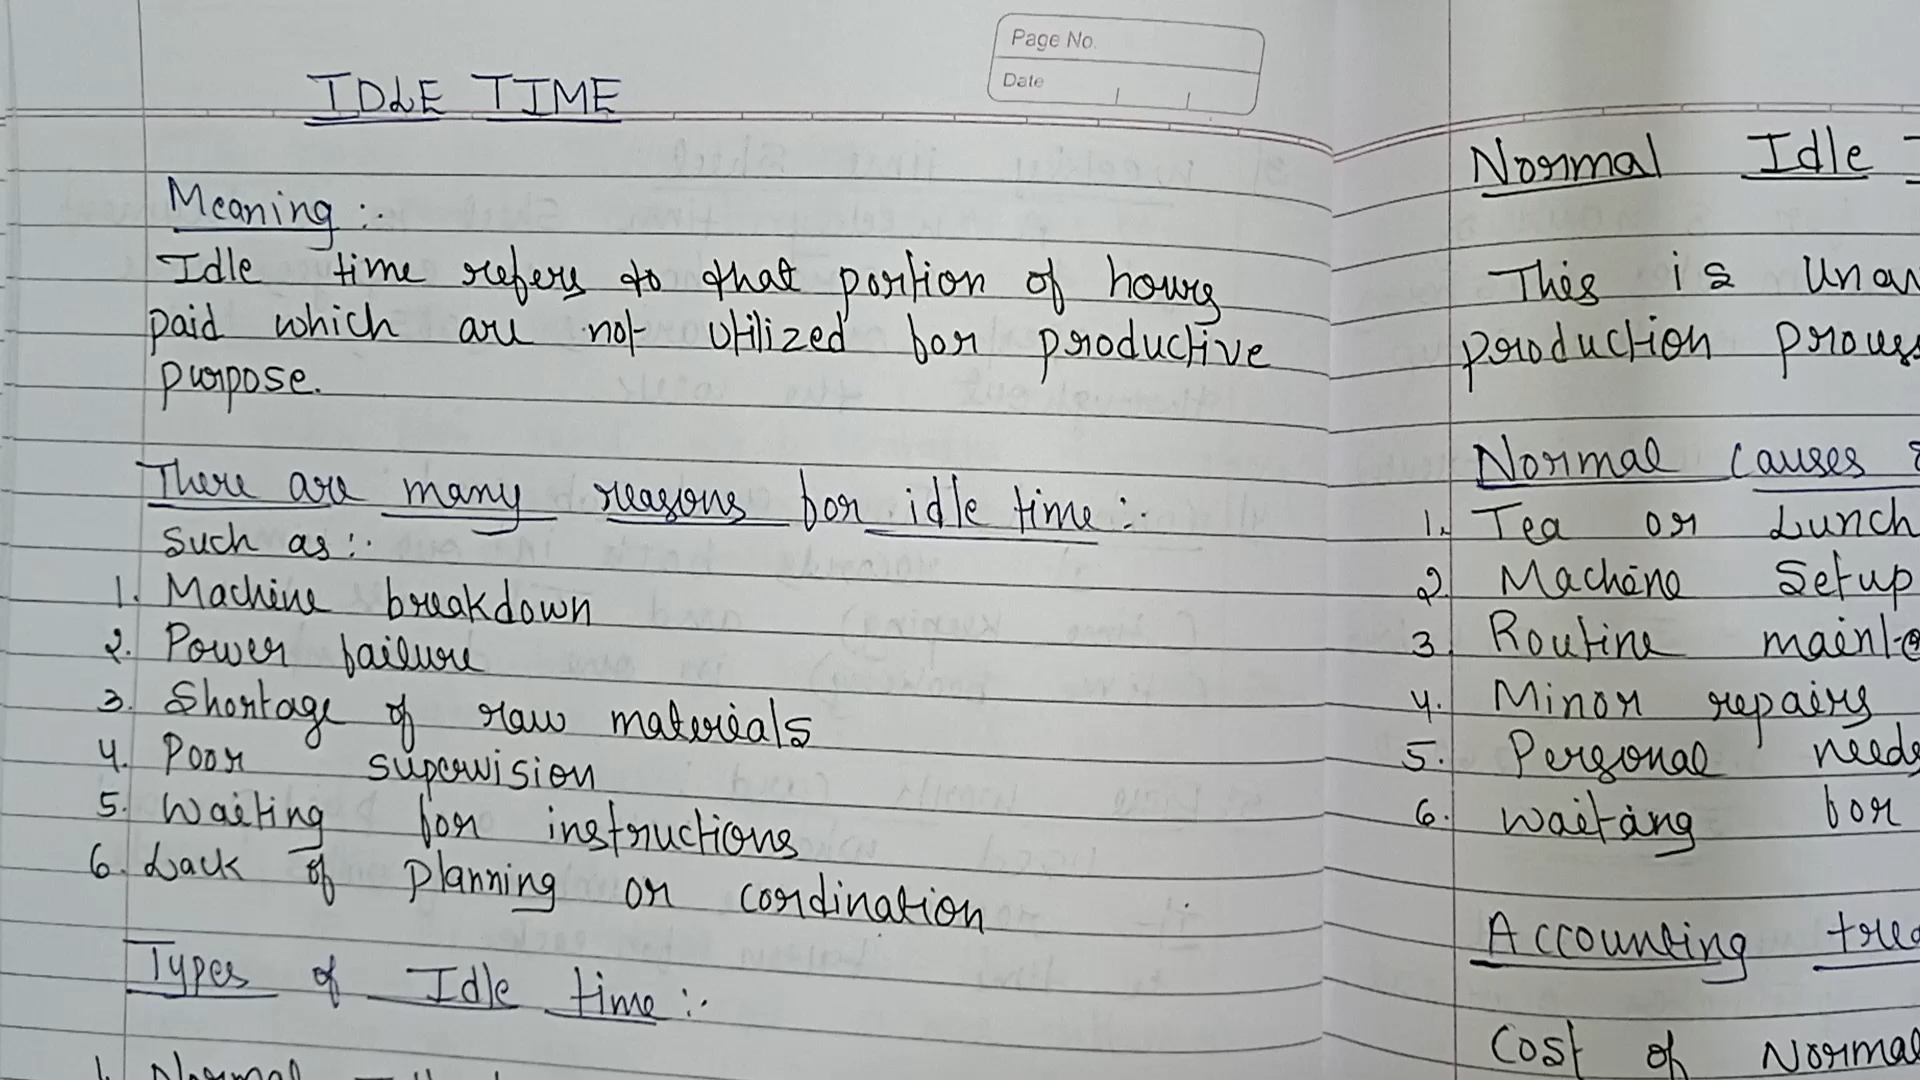 Page No.
Date
IDLE TIME
Meaning :-
Idle time refers to that portion of hours
paid which are not utilized for productive
purpose.
There are many reasons for idle time :-
Such as :-
1. Machine breakdown
2. Power failure
3. Shortage of raw materials
4. Poor supervision
5. Waiting for instructions
6. Lack of planning or cordination
Types of Idle time :-
1. Normal
Normal Idle
This is
production process
Normal causes
1. Tea or Lunch
2. Machine Setup
3. Routine
4. Minor repairs
5. Personal needs
6. Waiting for
Accounting
Cost of Normal